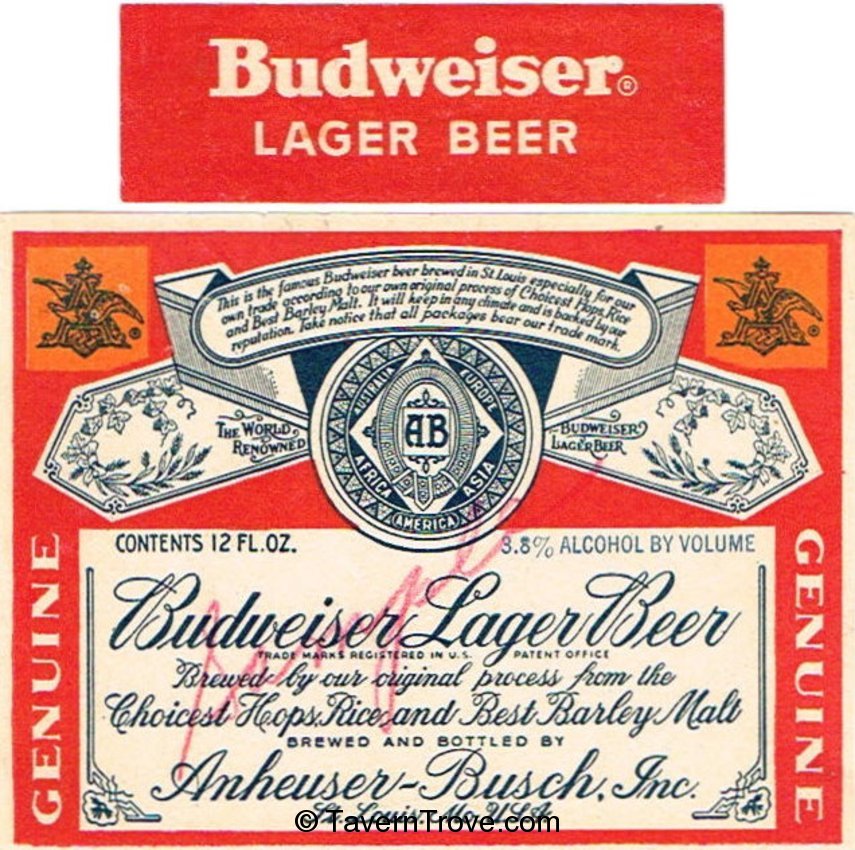 Budweiser®
LAGER BEER
This is the famous Budweiser beer brewed in St. Louis especially for our
own trade according to our own original process of Choicest Hops, Rice
and Best Barley Malt. It will keep in any climate and is backed by our
reputation. Take notice that all packages bear our trade mark.
THE WORLD
RENOWNED
BUDWEISER
LAGER BEER
AUSTRALIA
EUROPE
AB
AFRICA
ASIA
AMERICA
CONTENTS 12 FL. OZ.
3.8% ALCOHOL BY VOLUME
GENUINE
GENUINE
Budweiser Lager Beer
TRADE MARKS REGISTERED IN U.S. PATENT OFFICE
Brewed by our original process from the
Choicest Hops, Rice and Best Barley Malt
BREWED AND BOTTLED BY
Anheuser-Busch, Inc.
St. Louis, Mo. U.S.A.
© TavernTrove.com